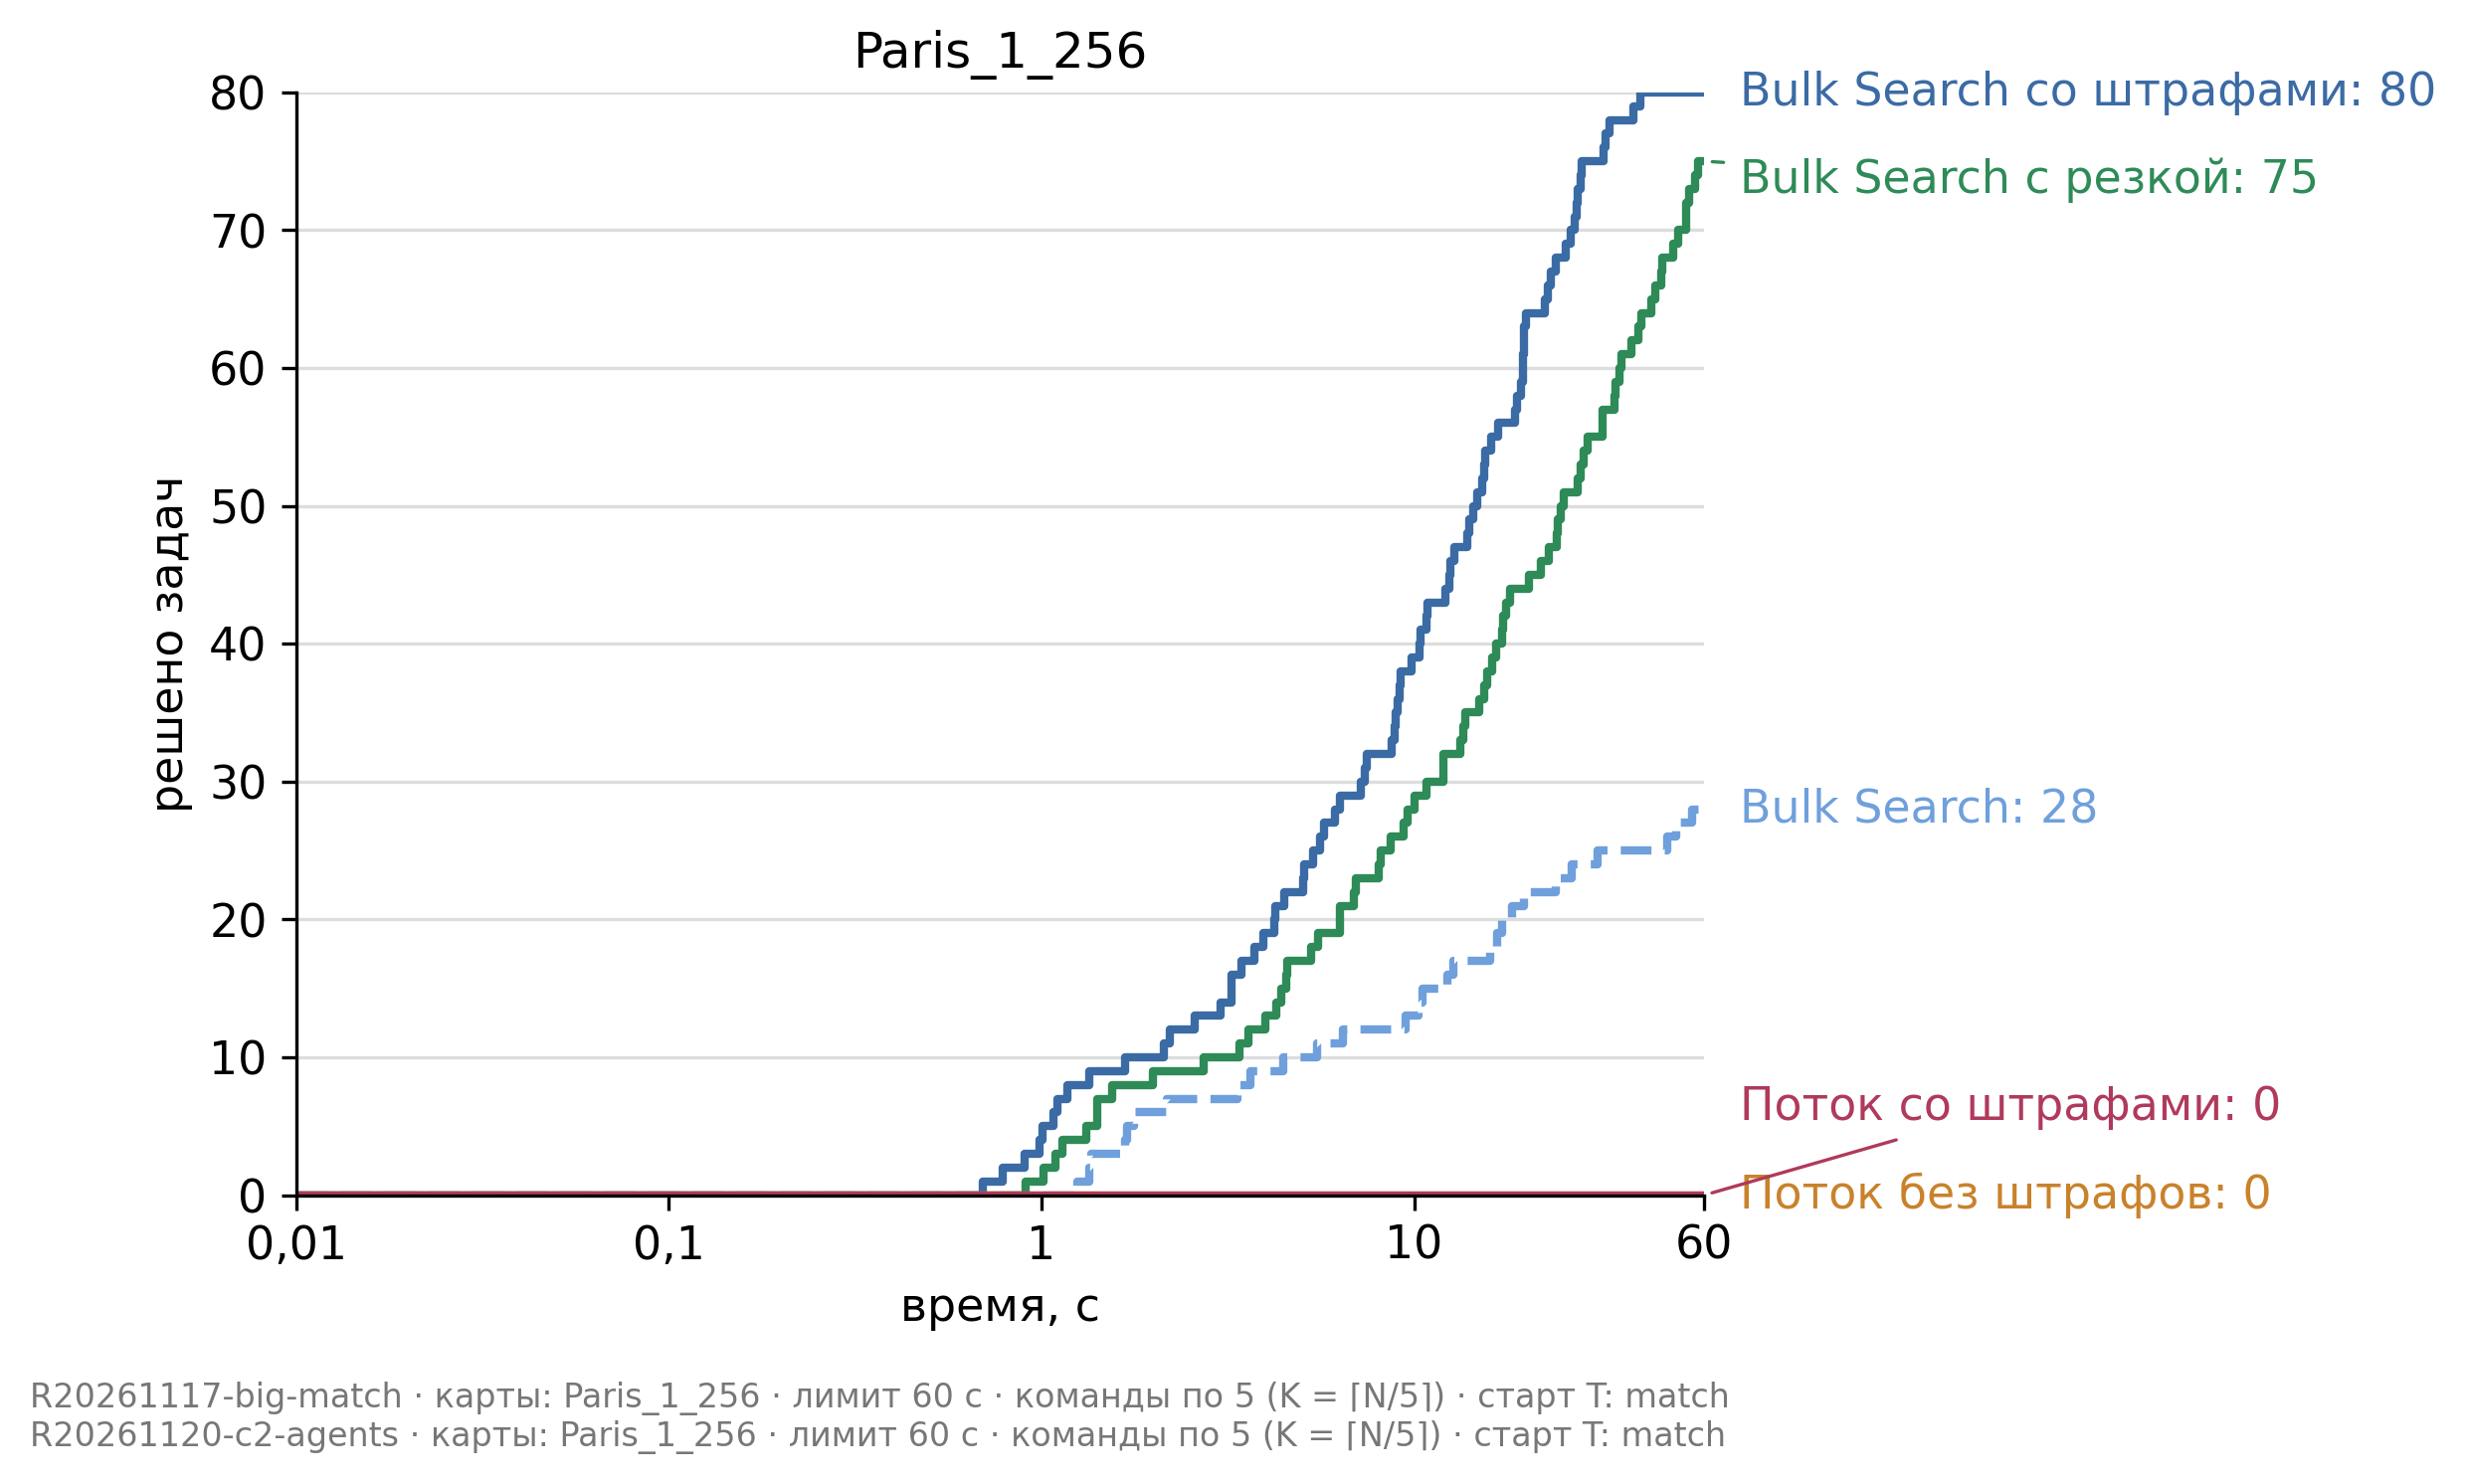 Paris_1_256
80
70
60
50
40
30
20
10
0
решено задач
0,01
0,1
1
10
60
время, с
Bulk Search со штрафами: 80
Bulk Search с резкой: 75
Bulk Search: 28
Поток со штрафами: 0
Поток без штрафов: 0
R20261117-big-match · карты: Paris_1_256 · лимит 60 с · команды по 5 (K = ⌈N/5⌉) · старт T: match
R20261120-c2-agents · карты: Paris_1_256 · лимит 60 с · команды по 5 (K = ⌈N/5⌉) · старт T: match